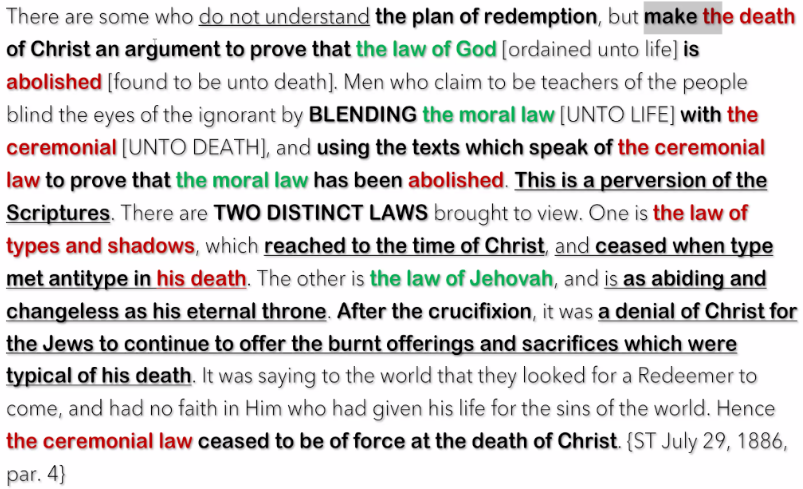 There are some who do not understand the plan of redemption, but make the death
of Christ an argument to prove that the law of God [ordained unto life] is
abolished [found to be unto death]. Men who claim to be teachers of the people
blind the eyes of the ignorant by BLENDING the moral law [UNTO LIFE] with the
ceremonial [UNTO DEATH], and using the texts which speak of the ceremonial
law to prove that the moral law has been abolished. This is a perversion of the
Scriptures. There are TWO DISTINCT LAWS brought to view. One is the law of
types and shadows, which reached to the time of Christ, and ceased when type
met antitype in his death. The other is the law of Jehovah, and is as abiding and
changeless as his eternal throne. After the crucifixion, it was a denial of Christ for
the Jews to continue to offer the burnt offerings and sacrifices which were
typical of his death. It was saying to the world that they looked for a Redeemer to
come, and had no faith in Him who had given his life for the sins of the world. Hence
the ceremonial law ceased to be of force at the death of Christ. {ST July 29, 1886,
par. 4}